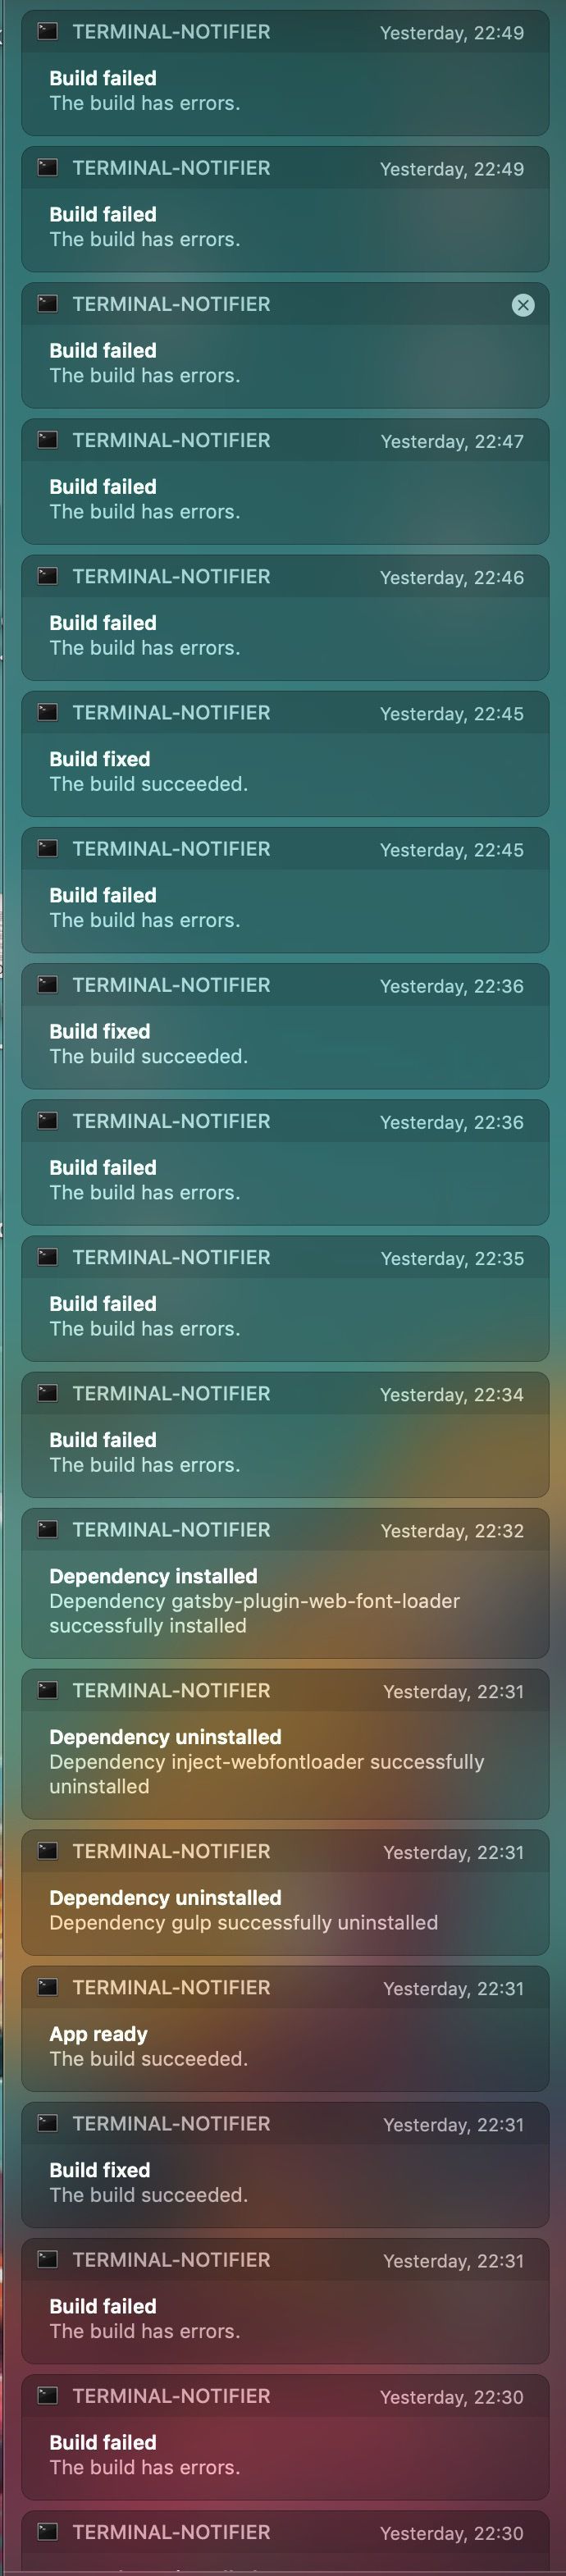 TERMINAL-NOTIFIER Yesterday, 22:49
Build failed
The build has errors.
TERMINAL-NOTIFIER Yesterday, 22:49
Build failed
The build has errors.
TERMINAL-NOTIFIER
Build failed
The build has errors.
TERMINAL-NOTIFIER Yesterday, 22:47
Build failed
The build has errors.
TERMINAL-NOTIFIER Yesterday, 22:46
Build failed
The build has errors.
TERMINAL-NOTIFIER Yesterday, 22:45
Build fixed
The build succeeded.
TERMINAL-NOTIFIER Yesterday, 22:45
Build failed
The build has errors.
TERMINAL-NOTIFIER Yesterday, 22:36
Build fixed
The build succeeded.
TERMINAL-NOTIFIER Yesterday, 22:36
Build failed
The build has errors.
TERMINAL-NOTIFIER Yesterday, 22:35
Build failed
The build has errors.
TERMINAL-NOTIFIER Yesterday, 22:34
Build failed
The build has errors.
TERMINAL-NOTIFIER Yesterday, 22:32
Dependency installed
Dependency gatsby-plugin-web-font-loader
successfully installed
TERMINAL-NOTIFIER Yesterday, 22:31
Dependency uninstalled
Dependency inject-webfontloader successfully
uninstalled
TERMINAL-NOTIFIER Yesterday, 22:31
Dependency uninstalled
Dependency gulp successfully uninstalled
TERMINAL-NOTIFIER Yesterday, 22:31
App ready
The build succeeded.
TERMINAL-NOTIFIER Yesterday, 22:31
Build fixed
The build succeeded.
TERMINAL-NOTIFIER Yesterday, 22:31
Build failed
The build has errors.
TERMINAL-NOTIFIER Yesterday, 22:30
Build failed
The build has errors.
TERMINAL-NOTIFIER Yesterday, 22:30